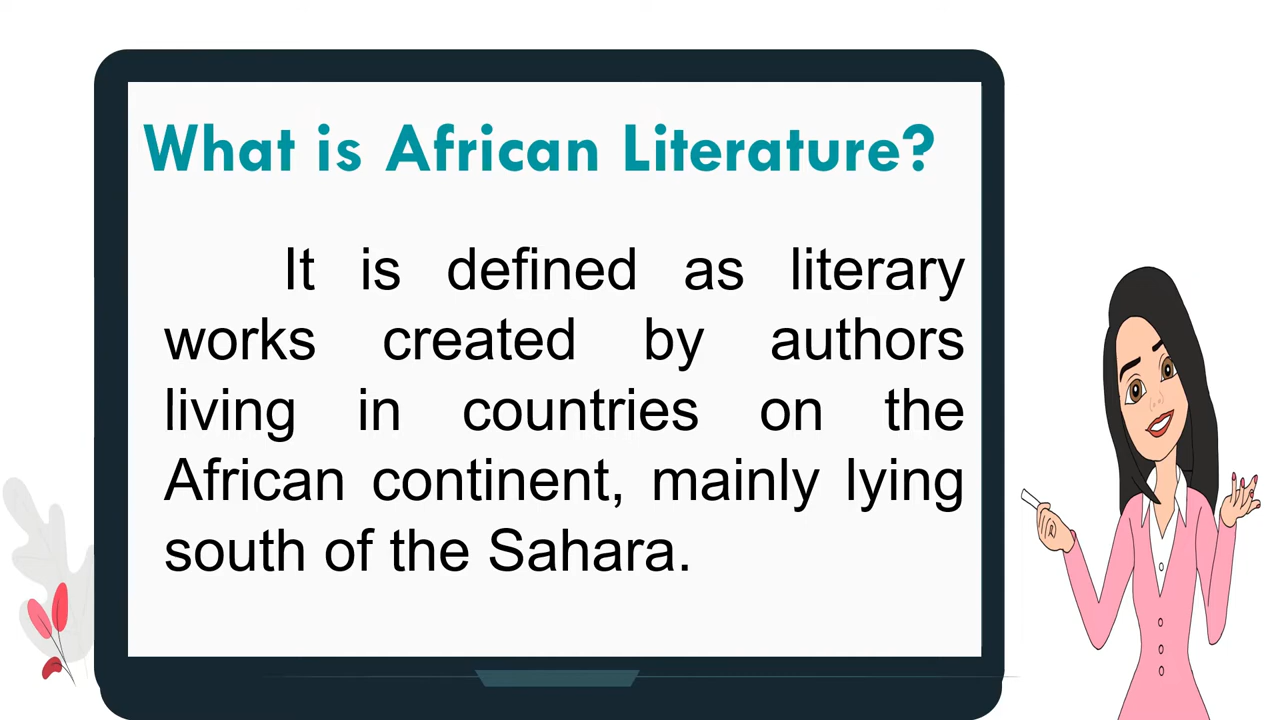 What is African Literature?
It is defined as literary
works created by authors
living in countries on the
African continent, mainly lying
south of the Sahara.